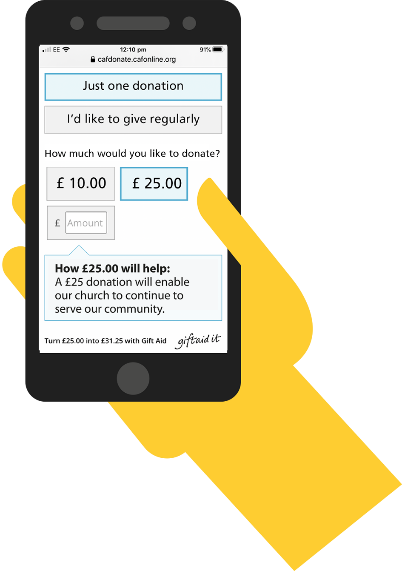 EE 12:10 pm 91%
cafdonate.cafonline.org
Just one donation
I'd like to give regularly
How much would you like to donate?
£ 10.00 £ 25.00
£ Amount
How £25.00 will help:
A £25 donation will enable
our church to continue to
serve our community.
Turn £25.00 into £31.25 with Gift Aid giftaid it